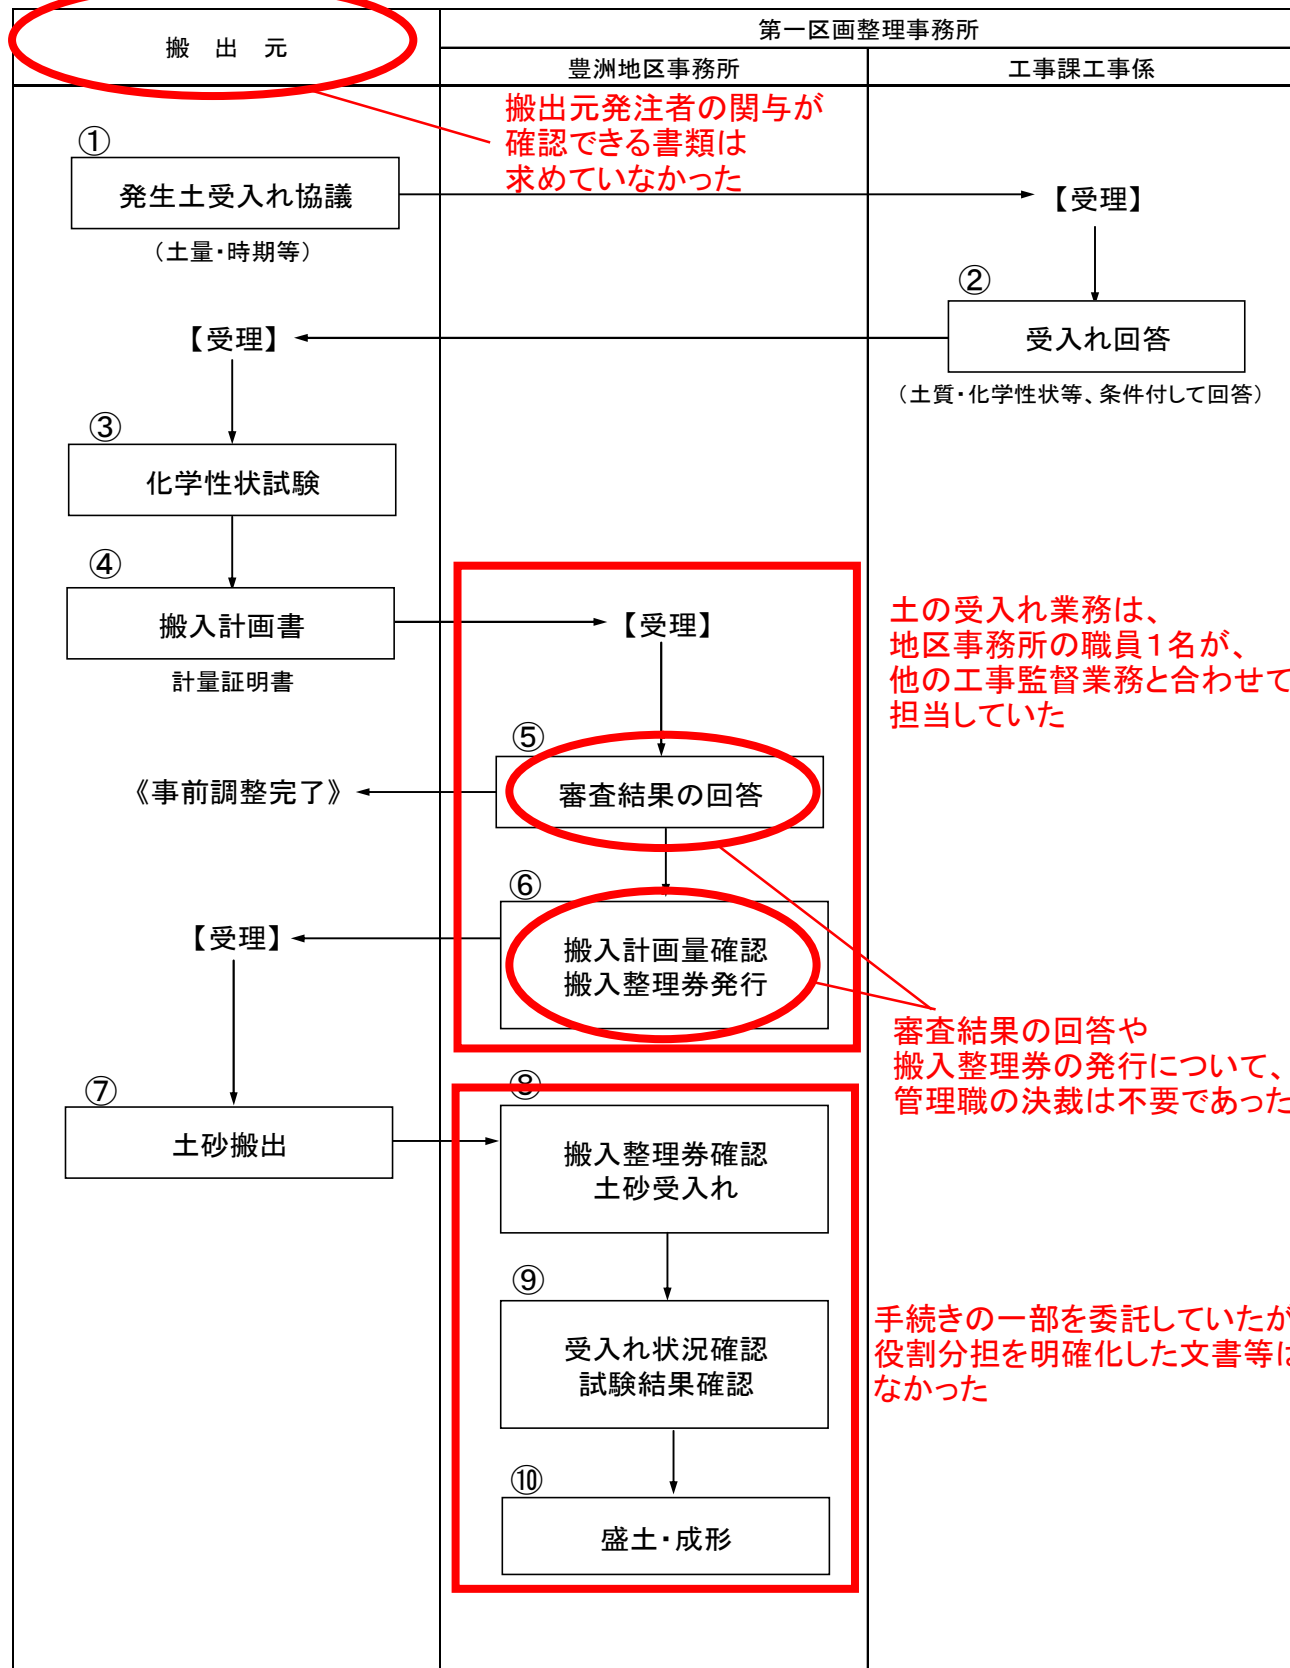 搬　出　元
第一区画整理事務所
豊洲地区事務所
工事課工事係
搬出元発注者の関与が
確認できる書類は
求めていなかった
①
発生土受入れ協議
（土量・時期等）
【受理】
②
受入れ回答
（土質・化学性状等、条件付して回答）
【受理】
③
化学性状試験
④
搬入計画書
計量証明書
【受理】
土の受入れ業務は、
地区事務所の職員１名が、
他の工事監督業務と合わせて
担当していた
⑤
審査結果の回答
《事前調整完了》
⑥
搬入計画量確認
搬入整理券発行
【受理】
審査結果の回答や
搬入整理券の発行について、
管理職の決裁は不要であった
⑦
土砂搬出
⑧
搬入整理券確認
土砂受入れ
⑨
受入れ状況確認
試験結果確認
手続きの一部を委託していたが
役割分担を明確化した文書等は
なかった
⑩
盛土・成形